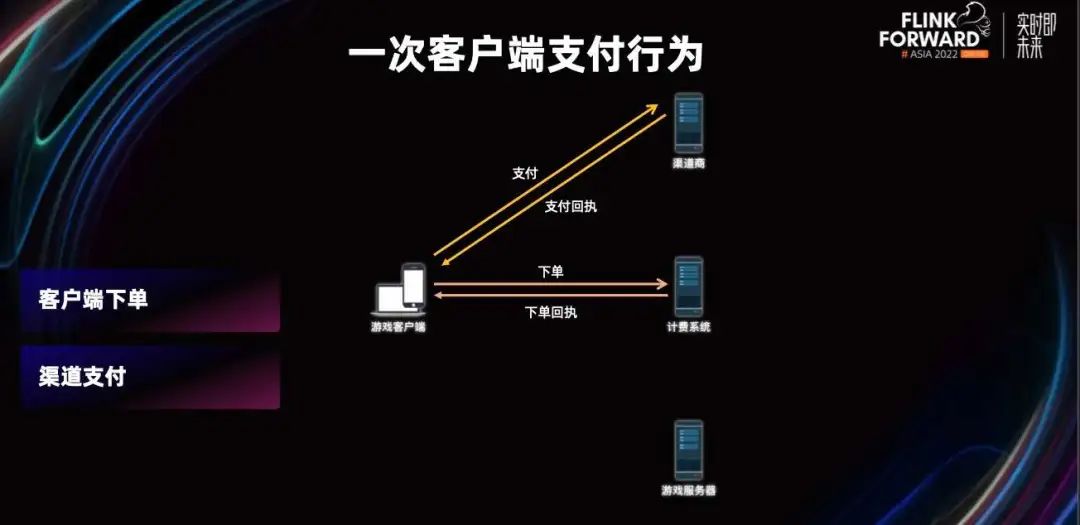 FLINK
FORWARD
# ASIA 2022 ONLINE
实时即
未来
一次客户端支付行为
渠道商
支付
支付回执
下单
下单回执
游戏客户端
计费系统
客户端下单
渠道支付
游戏服务器